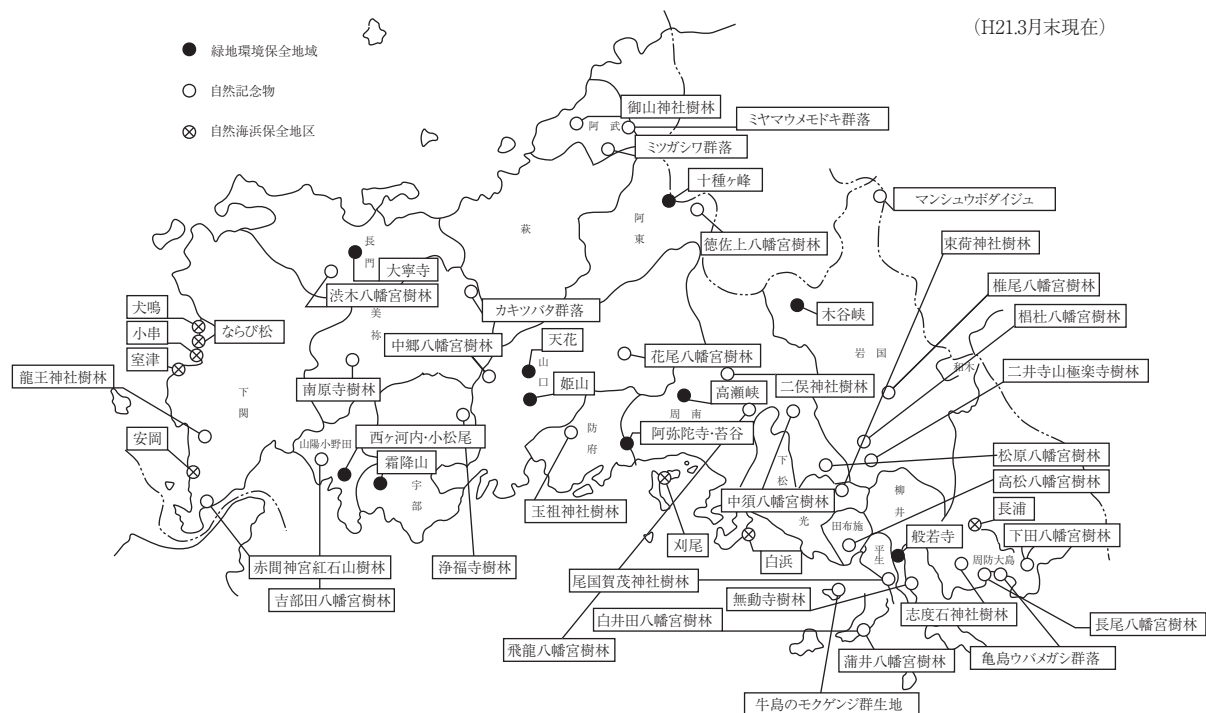 (H21.3月末現在)
緑地環境保全地域
自然記念物
自然海浜保全地区
御山神社樹林
阿武
ミヤマウメモドキ群落
ミツガシワ群落
十種ヶ峰
マンシュウボダイジュ
阿東
萩
徳佐上八幡宮樹林
束荷神社樹林
長門
大寧寺
渋木八幡宮樹林
カキツバタ群落
木谷峡
椎尾八幡宮樹林
犬鳴
小串
ならび松
室津
美祢
中郷八幡宮樹林
天花
山口
花尾八幡宮樹林
岩国
椙杜八幡宮樹林
和木
二井寺山極楽寺樹林
龍王神社樹林
南原寺樹林
姫山
高瀬峡
二俣神社樹林
下関
周南
防府
山陽小野田
西ヶ河内・小松尾
阿弥陀寺・苔谷
安岡
霜降山
宇部
下松
松原八幡宮樹林
高松八幡宮樹林
柳井
玉祖神社樹林
中須八幡宮樹林
光
田布施
長浦
刈尾
白浜
平生
般若寺
下田八幡宮樹林
周防大島
赤間神宮紅石山樹林
浄福寺樹林
尾国賀茂神社樹林
吉部田八幡宮樹林
無動寺樹林
白井田八幡宮樹林
志度石神社樹林
長尾八幡宮樹林
飛龍八幡宮樹林
蒲井八幡宮樹林
亀島ウバメガシ群落
牛島のモクゲンジ群生地